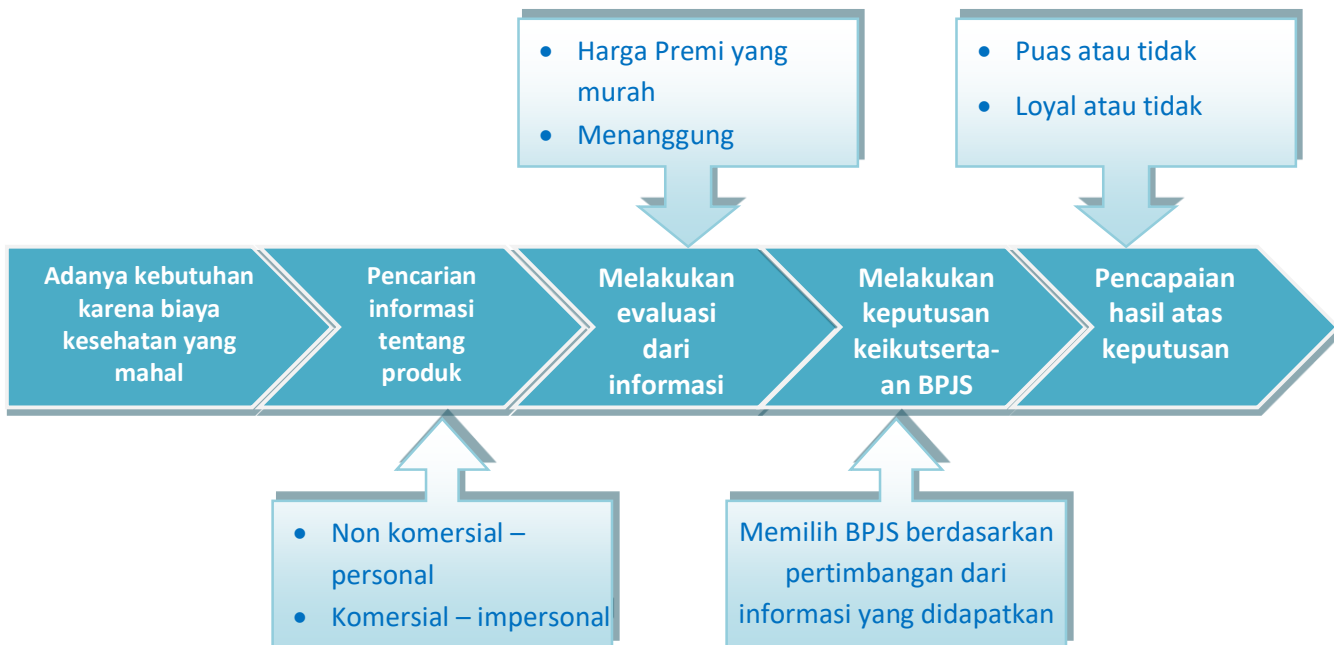 • Harga Premi yang
murah
• Menanggung
• Puas atau tidak
• Loyal atau tidak
Adanya kebutuhan
karena biaya
kesehatan yang
mahal
Pencarian
informasi
tentang
produk
Melakukan
evaluasi
dari
informasi
Melakukan
keputusan
keikutserta-
an BPJS
Pencapaian
hasil atas
keputusan
• Non komersial –
personal
• Komersial – impersonal
Memilih BPJS berdasarkan
pertimbangan dari
informasi yang didapatkan